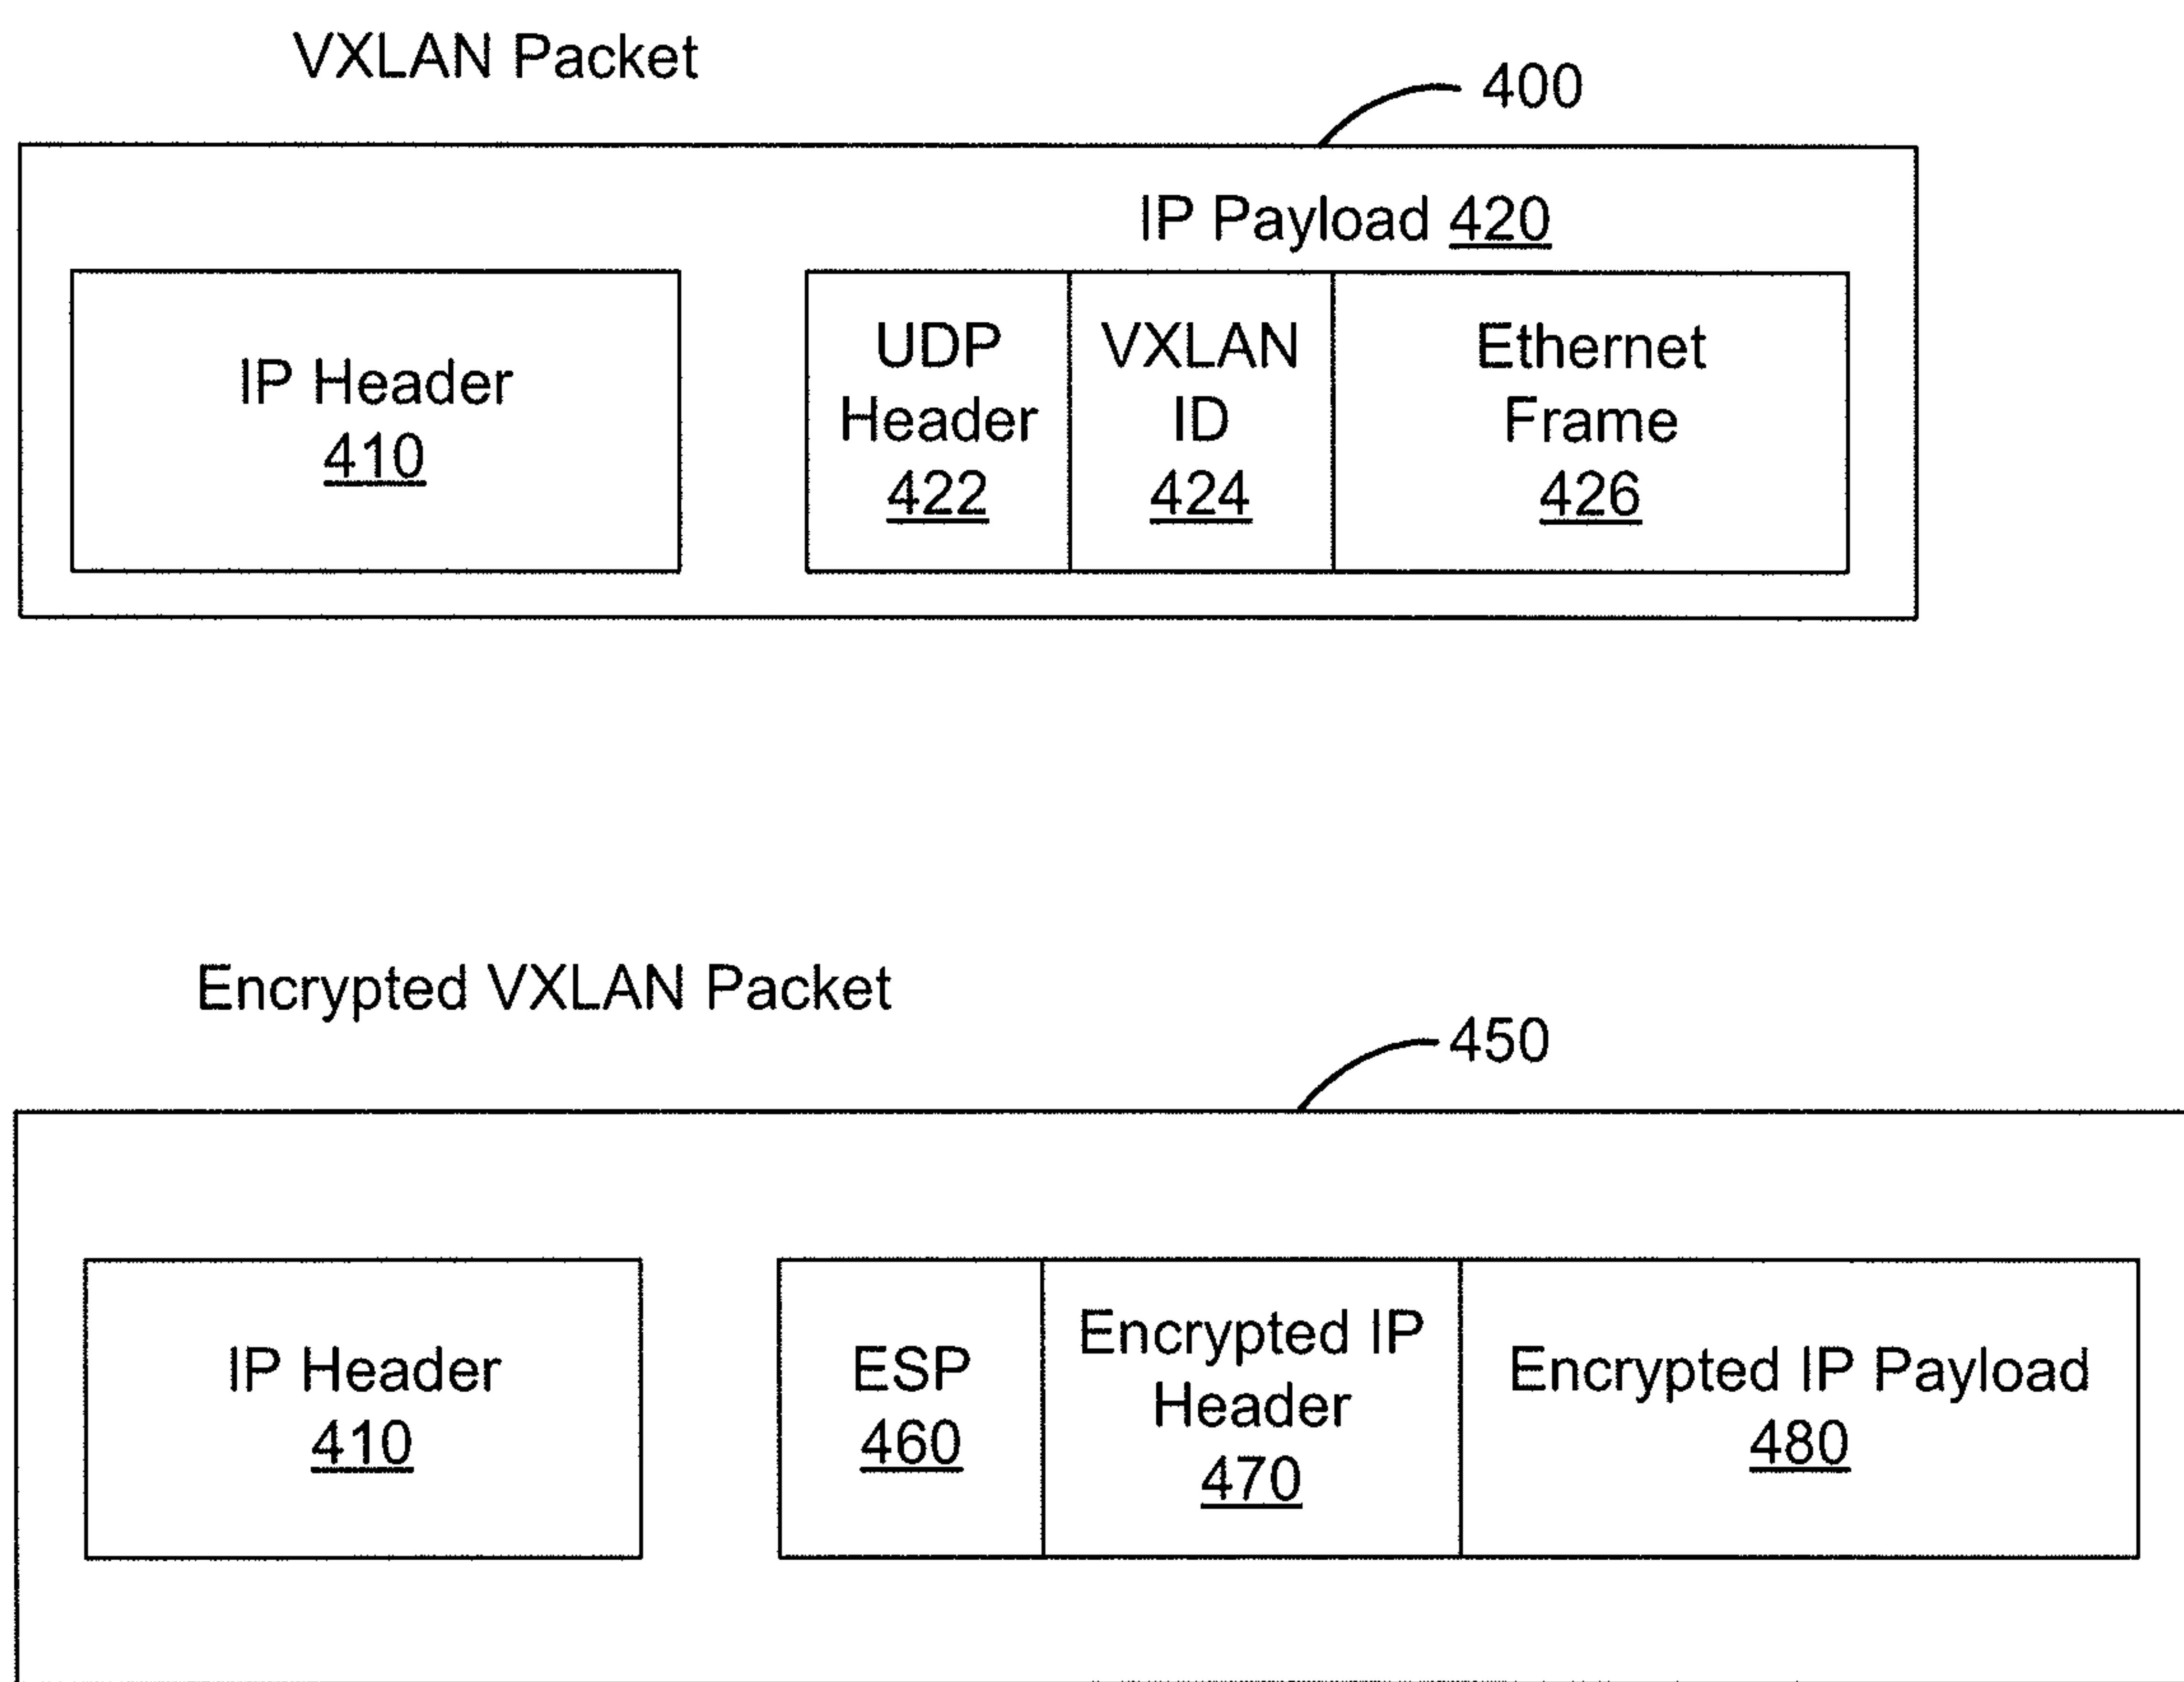 VXLAN Packet
400
IP Payload 420
IP Header
410
UDP
Header
422
VXLAN
ID
424
Ethernet
Frame
426
Encrypted VXLAN Packet
450
IP Header
410
ESP
460
Encrypted IP
Header
470
Encrypted IP Payload
480